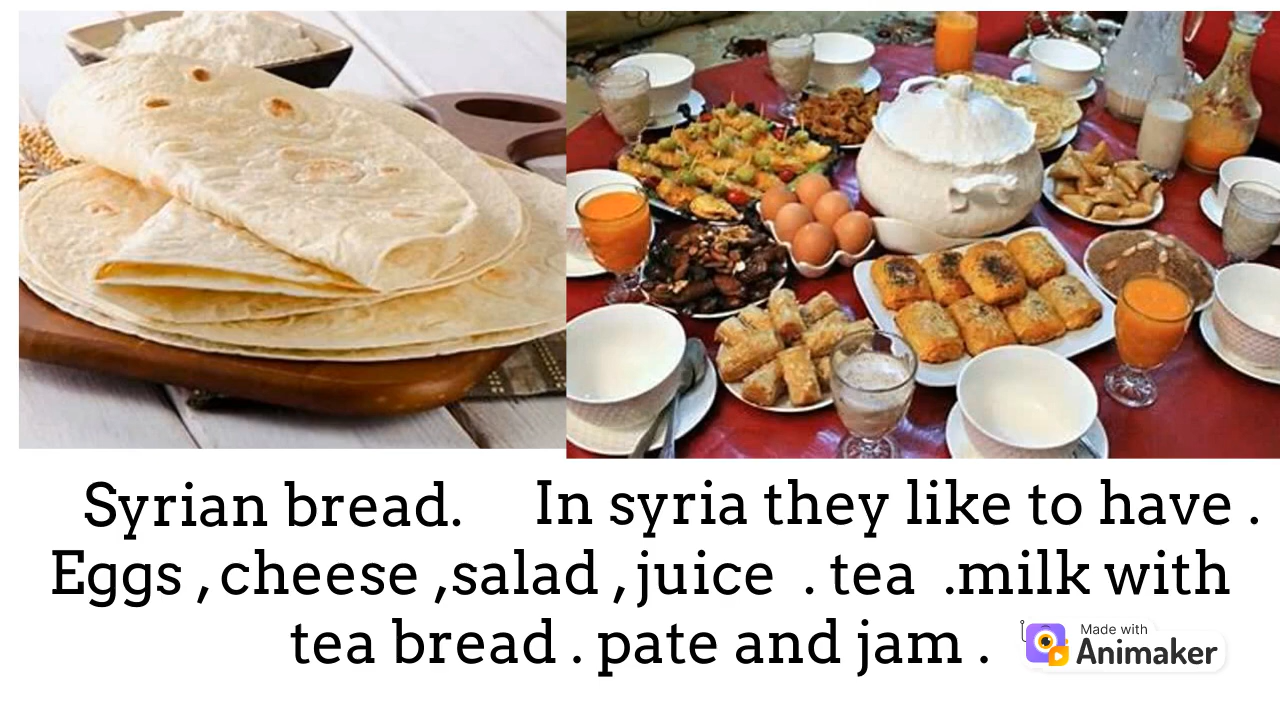 Syrian bread.    In syria they like to have .
Eggs , cheese ,salad , juice  . tea  .milk with
tea bread . pate and jam .
Made with
Animaker